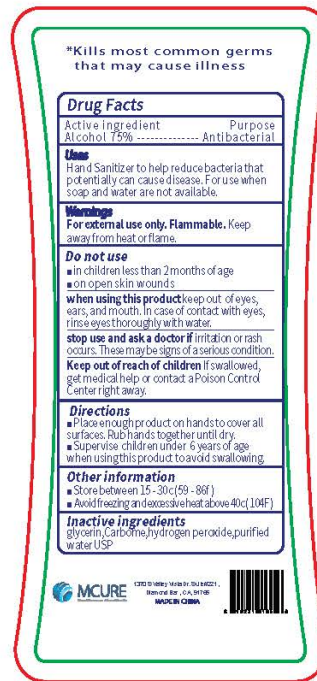 *Kills most common germs
that may cause illness
Drug Facts
Active ingredient Purpose
Alcohol 75% -------------- Antibacterial
Uses
Hand Sanitizer to help reduce bacteria that
potentially can cause disease. For use when
soap and water are not available.
Warnings
For external use only. Flammable. Keep
away from heat or flame.
Do not use
▪ in children less than 2 months of age
▪ on open skin wounds
when using this product keep out of eyes,
ears, and mouth. In case of contact with eyes,
rinse eyes thoroughly with water.
stop use and ask a doctor if irritation or rash
occurs. These may be signs of a serious condition.
Keep out of reach of children If swallowed,
get medical help or contact a Poison Control
Center right away.
Directions
▪ Place enough product on hands to cover all
surfaces. Rub hands together until dry.
▪ Supervise children under 6 years of age
when using this product to avoid swallowing.
Other information
▪ Store between 15 - 30c(59 - 86f)
▪ Avoid freezing and excessive heat above 40c(104F)
Inactive ingredients
glycerin,Carbome,hydrogen peroxide,purified
water USP
MCURE
Valley Vista Dr.
Diamond Bar , CA, 91765
MADE IN CHINA